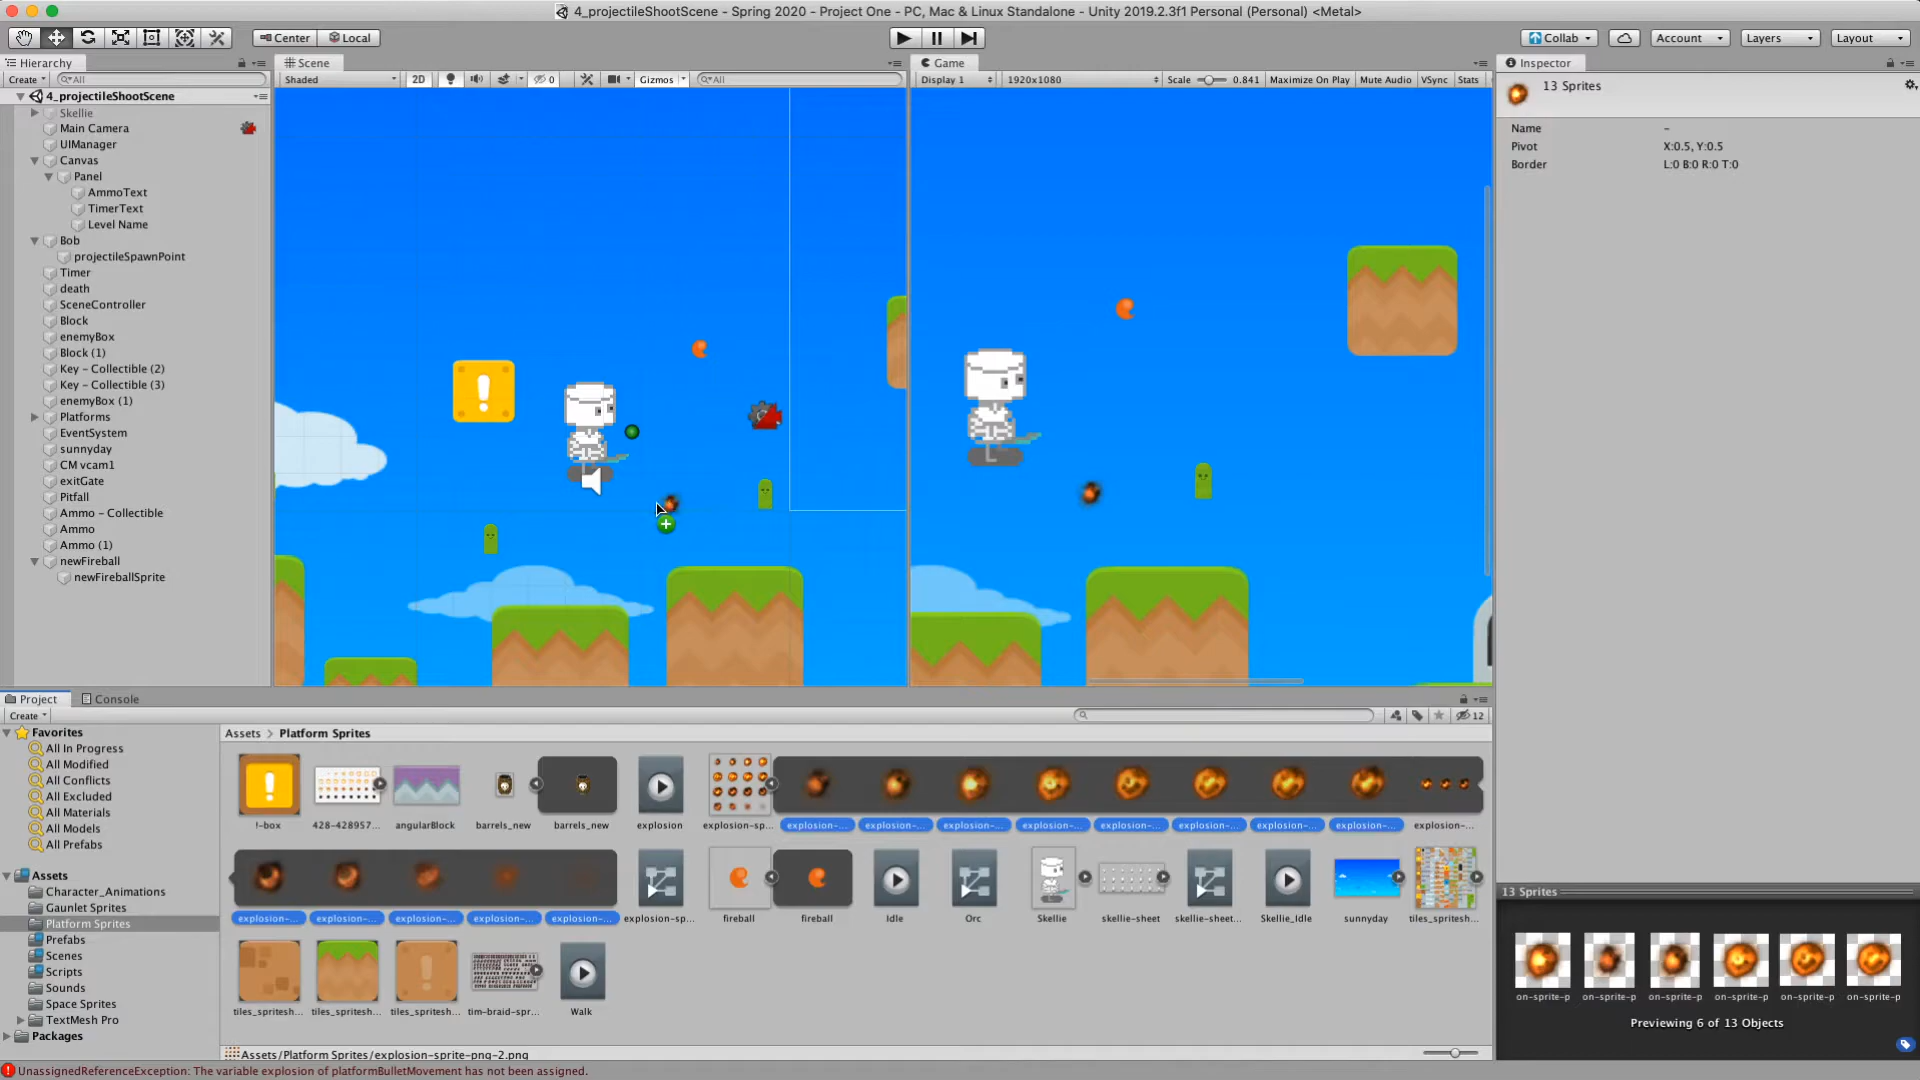 4_projectileShootScene - Spring 2020 - Project One - PC, Mac & Linux Standalone - Unity 2019.2.3f1 Personal (Personal) <Metal>
Center Local Collab Account Layers Layout
Hierarchy
Create All
4_projectileShootScene
Skellie
Main Camera
UIManager
Canvas
Panel
AmmoText
TimerText
Level Name
Bob
projectileSpawnPoint
Timer
death
SceneController
Block
enemyBox
Block (1)
Key - Collectible (2)
Key - Collectible (3)
enemyBox (1)
Platforms
EventSystem
sunnyday
CM vcam1
exitGate
Pitfall
Ammo - Collectible
Ammo
Ammo (1)
newFireball
newFireballSprite
Scene
Shaded 2D 0 Gizmos All
Game
Display 1 1920x1080 Scale 0.841 Maximize On Play Mute Audio VSync Stats
Inspector
13 Sprites
Name -
Pivot X:0.5, Y:0.5
Border L:0 B:0 R:0 T:0
Project Console
Create 12
Favorites
All In Progress
All Modified
All Conflicts
All Excluded
All Materials
All Models
All Prefabs
Assets
Character_Animations
Gaunlet Sprites
Platform Sprites
Prefabs
Scenes
Scripts
Sounds
Space Sprites
TextMesh Pro
Packages
Assets > Platform Sprites
!-box 428-428957... angularBlock barrels_new barrels_new explosion explosion-sp... explosion-... explosion-... explosion-... explosion-... explosion-... explosion-... explosion-... explosion-... explosion-...
explosion-... explosion-... explosion-... explosion-... explosion-... explosion-sp... fireball fireball Idle Orc Skellie skellie-sheet skellie-sheet... Skellie_Idle sunnyday tiles_spritesh...
tiles_spritesh... tiles_spritesh... tiles_spritesh... tim-braid-spr... Walk
Assets/Platform Sprites/explosion-sprite-png-2.png
13 Sprites
on-sprite-p on-sprite-p on-sprite-p on-sprite-p on-sprite-p on-sprite-p
Previewing 6 of 13 Objects
UnassignedReferenceException: The variable explosion of platformBulletMovement has not been assigned.